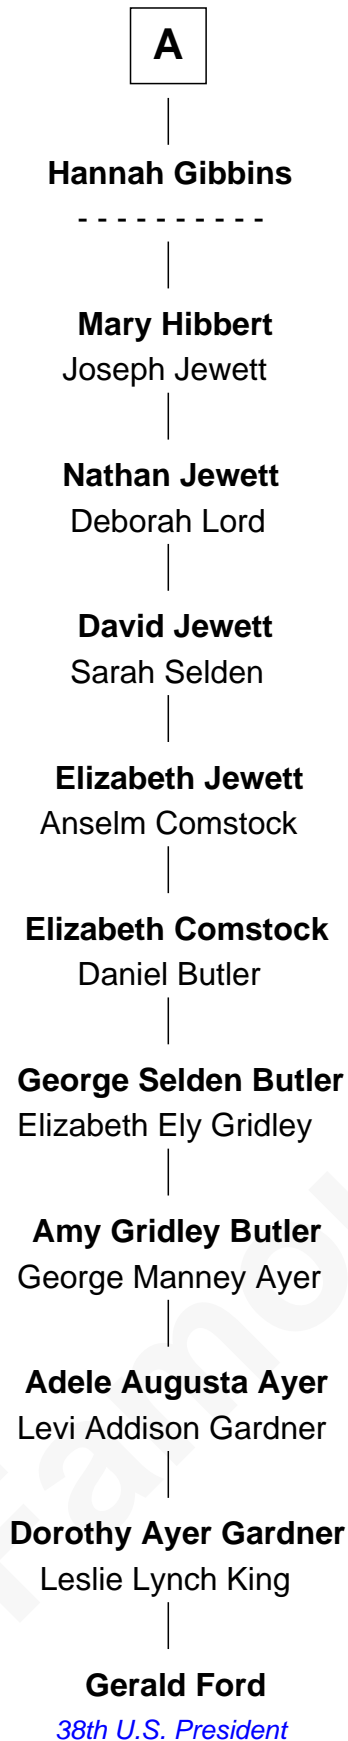 A
Hannah Gibbins
- - - - - - - - - -
Mary Hibbert
Joseph Jewett
Nathan Jewett
Deborah Lord
David Jewett
Sarah Selden
Elizabeth Jewett
Anselm Comstock
Elizabeth Comstock
Daniel Butler
George Selden Butler
Elizabeth Ely Gridley
Amy Gridley Butler
George Manney Ayer
Adele Augusta Ayer
Levi Addison Gardner
Dorothy Ayer Gardner
Leslie Lynch King
Gerald Ford
38th U.S. President
Famo